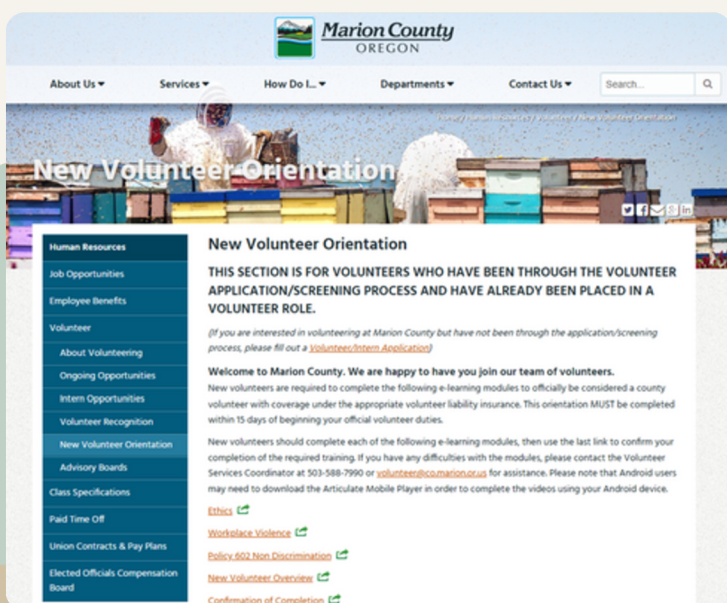 Marion County
OREGON
About Us
Services
How Do I...
Departments
Contact Us
Search...
Human Resources / Volunteer / New Volunteer Orientation
New Volunteer Orientation
Human Resources
Job Opportunities
Employee Benefits
Volunteer
About Volunteering
Ongoing Opportunities
Intern Opportunities
Volunteer Recognition
New Volunteer Orientation
Advisory Boards
Class Specifications
Paid Time Off
Union Contracts & Pay Plans
Elected Officials Compensation
Board
New Volunteer Orientation
THIS SECTION IS FOR VOLUNTEERS WHO HAVE BEEN THROUGH THE VOLUNTEER
APPLICATION/SCREENING PROCESS AND HAVE ALREADY BEEN PLACED IN A
VOLUNTEER ROLE.
(If you are interested in volunteering at Marion County but have not been through the application/screening
process, please fill out a Volunteer/Intern Application)
Welcome to Marion County. We are happy to have you join our team of volunteers.
New volunteers are required to complete the following e-learning modules to officially be considered a county
volunteer with coverage under the appropriate volunteer liability insurance. This orientation MUST be completed
within 15 days of beginning your official volunteer duties.
New volunteers should complete each of the following e-learning modules, then use the last link to confirm your
completion of the required training. If you have any difficulties with the modules, please contact the Volunteer
Services Coordinator at 503-588-7990 or volunteer@co.marion.or.us for assistance. Please note that Android users
may need to download the Articulate Mobile Player in order to complete the videos using your Android device.
Ethics
Workplace Violence
Policy 602 Non Discrimination
New Volunteer Overview
Confirmation of Completion